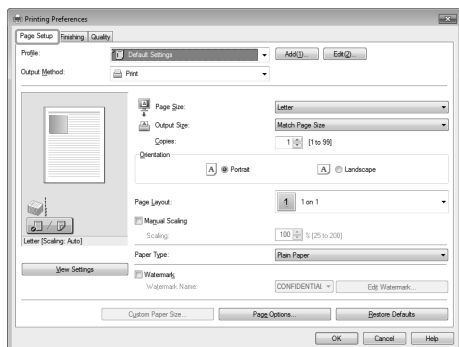 Printing Preferences
Page Setup Finishing Quality
Profile: Default Settings Add(1)... Edit(2)...
Output Method: Print
Page Size: Letter
Output Size: Match Page Size
Copies: 1 [1 to 99]
Orientation
A Portrait A Landscape
Page Layout: 1 1 on 1
Manual Scaling
Scaling: 100 % [25 to 200]
Letter [Scaling: Auto]
Paper Type: Plain Paper
View Settings
Watermark
Watermark Name: CONFIDENTIAL Edit Watermark...
Custom Paper Size... Page Options... Restore Defaults
OK Cancel Help